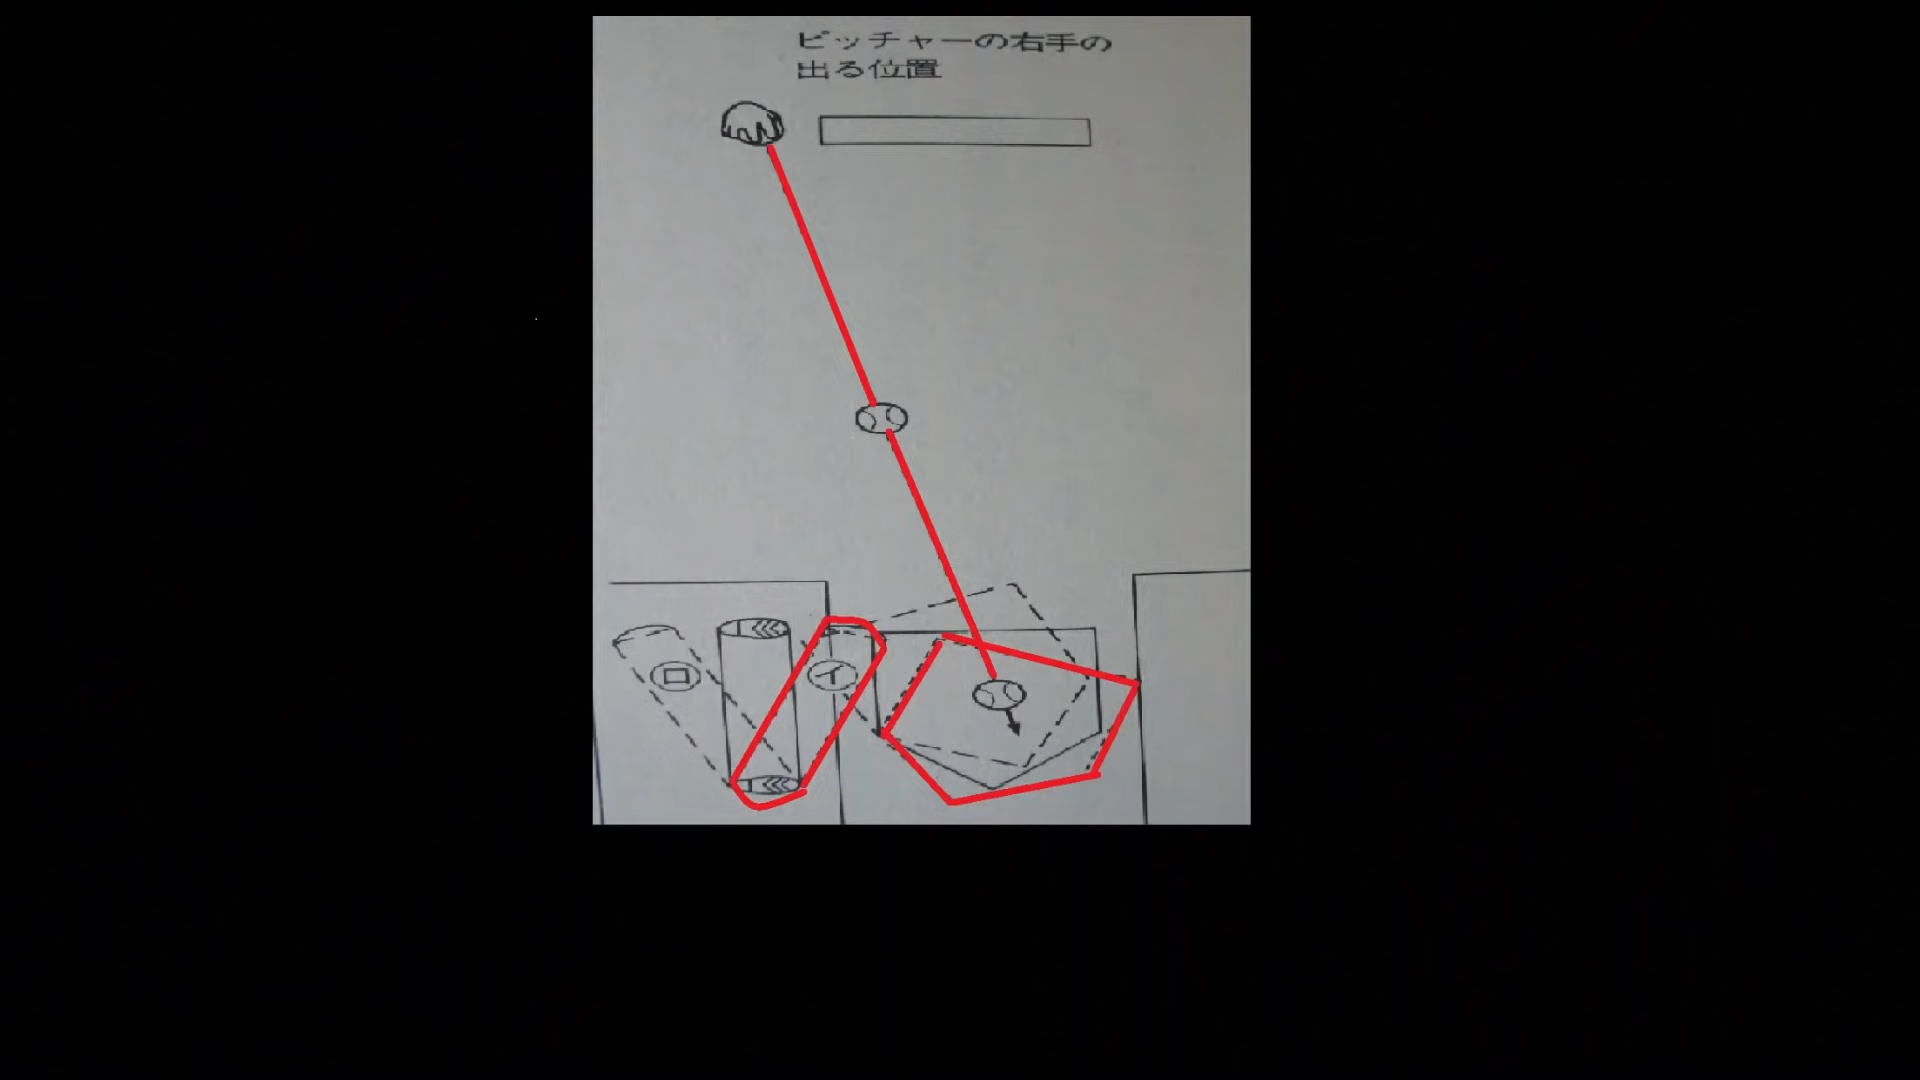 ピッチャーの右手の
出る位置
ロ
イ